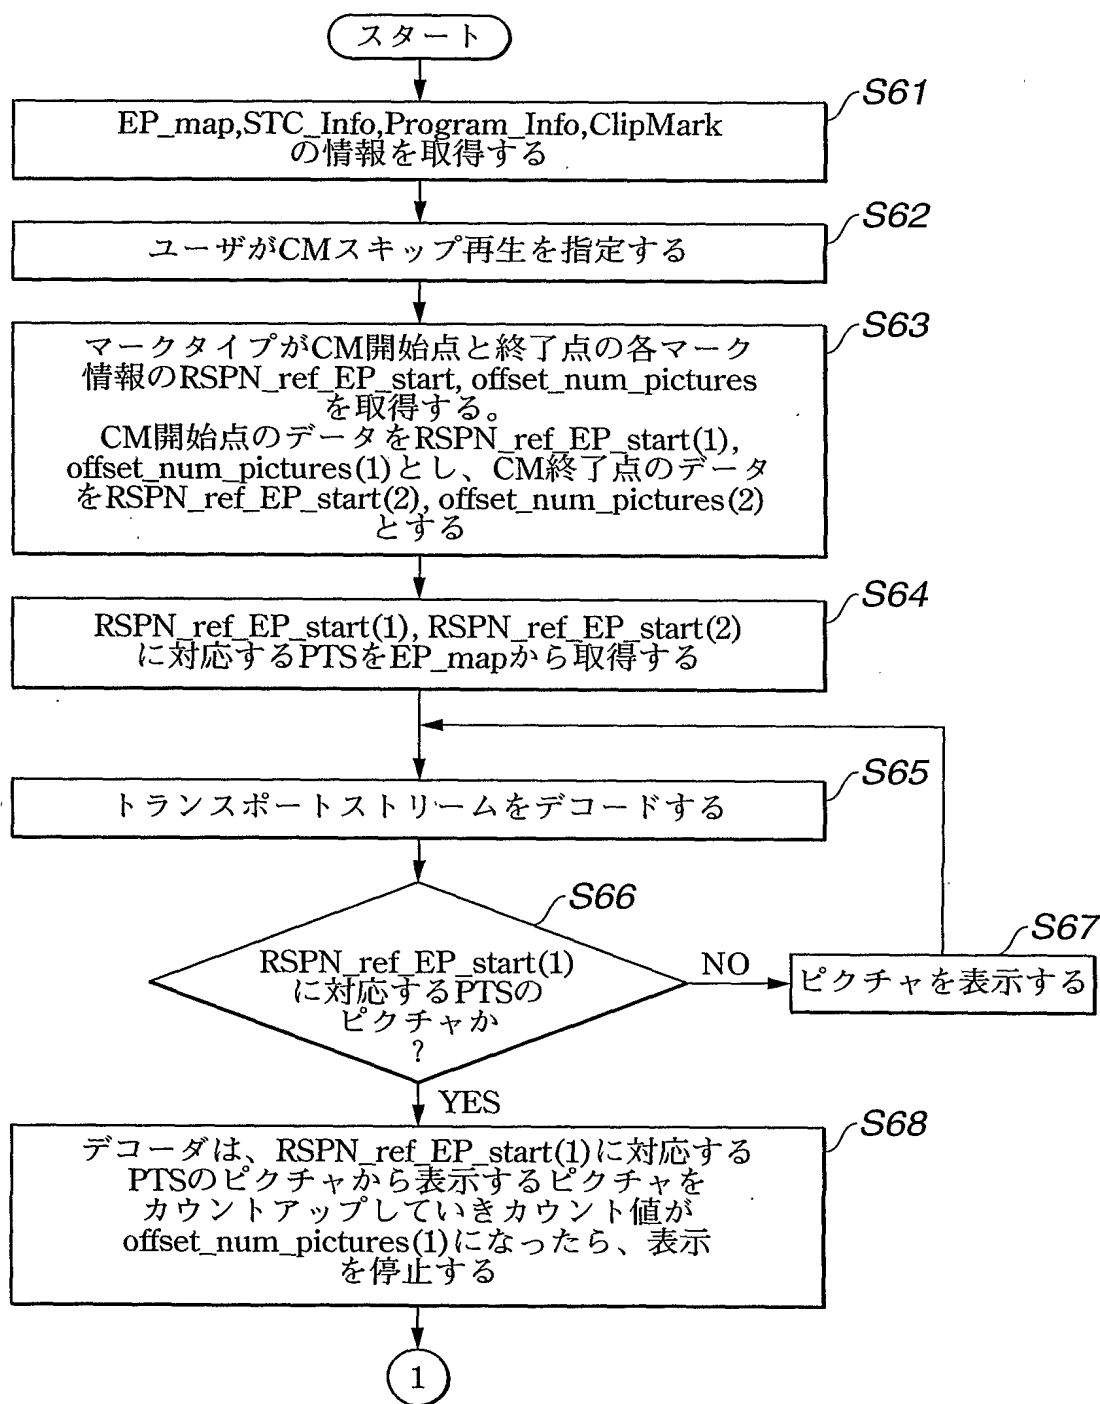 スタート
S61
EP_map,STC_Info,Program_Info,ClipMark
の情報を取得する
S62
ユーザがCMスキップ再生を指定する
S63
マークタイプがCM開始点と終了点の各マーク
情報のRSPN_ref_EP_start, offset_num_pictures
を取得する。
CM開始点のデータをRSPN_ref_EP_start(1),
offset_num_pictures(1)とし、CM終了点のデータ
をRSPN_ref_EP_start(2), offset_num_pictures(2)
とする
S64
RSPN_ref_EP_start(1), RSPN_ref_EP_start(2)
に対応するPTSをEP_mapから取得する
S65
トランスポートストリームをデコードする
S66
RSPN_ref_EP_start(1)
に対応するPTSの
ピクチャか
?
NO
S67
ピクチャを表示する
YES
S68
デコーダは、RSPN_ref_EP_start(1)に対応する
PTSのピクチャから表示するピクチャを
カウントアップしていきカウント値が
offset_num_pictures(1)になったら、表示
を停止する
1